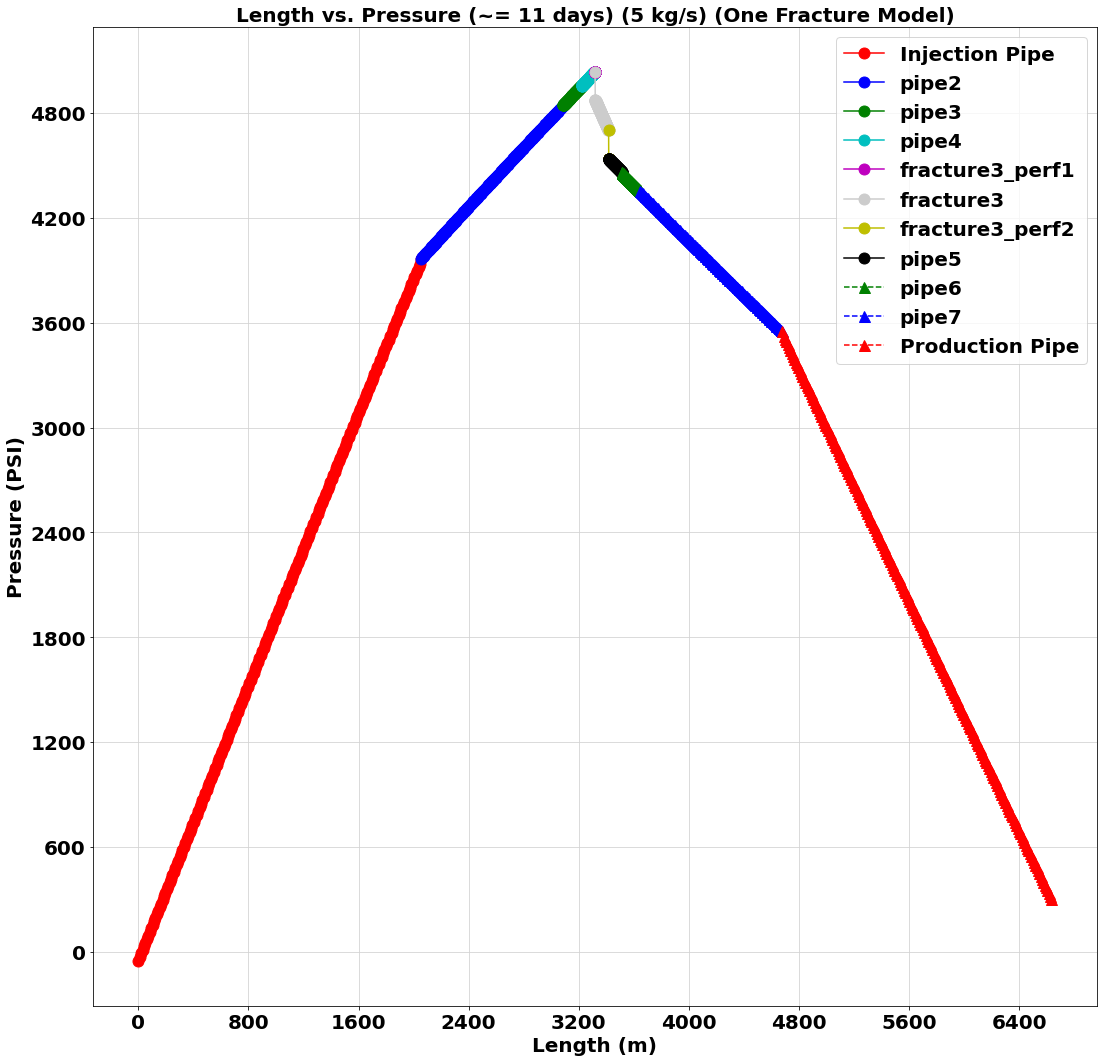 Length vs. Pressure (~= 11 days) (5 kg/s) (One Fracture Model)
Injection Pipe
pipe2
pipe3
pipe4
fracture3_perf1
fracture3
fracture3_perf2
pipe5
pipe6
pipe7
Production Pipe
4800
4200
3600
3000
2400
1800
1200
600
0
Pressure (PSI)
0 800 1600 2400 3200 4000 4800 5600 6400
Length (m)